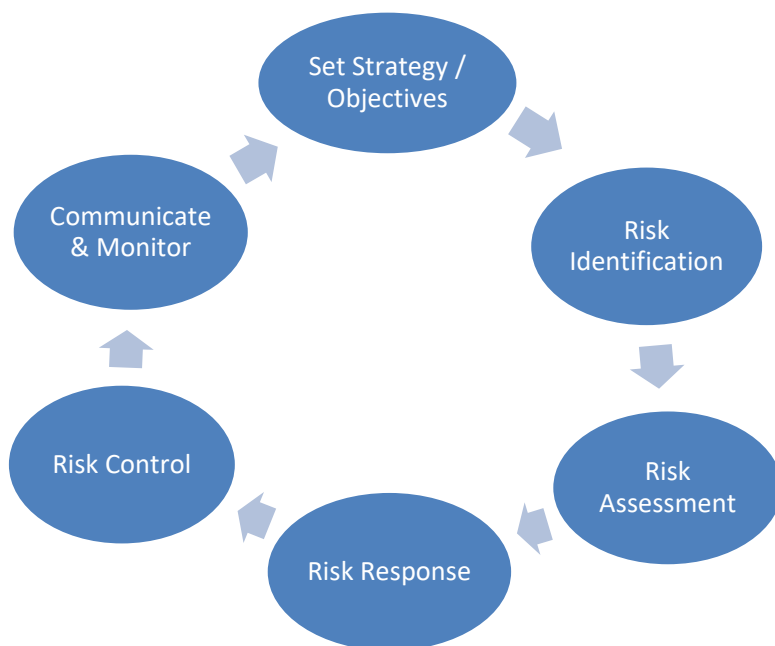 Set Strategy /
Objectives
Risk
Identification
Risk
Assessment
Risk Response
Risk Control
Communicate
& Monitor